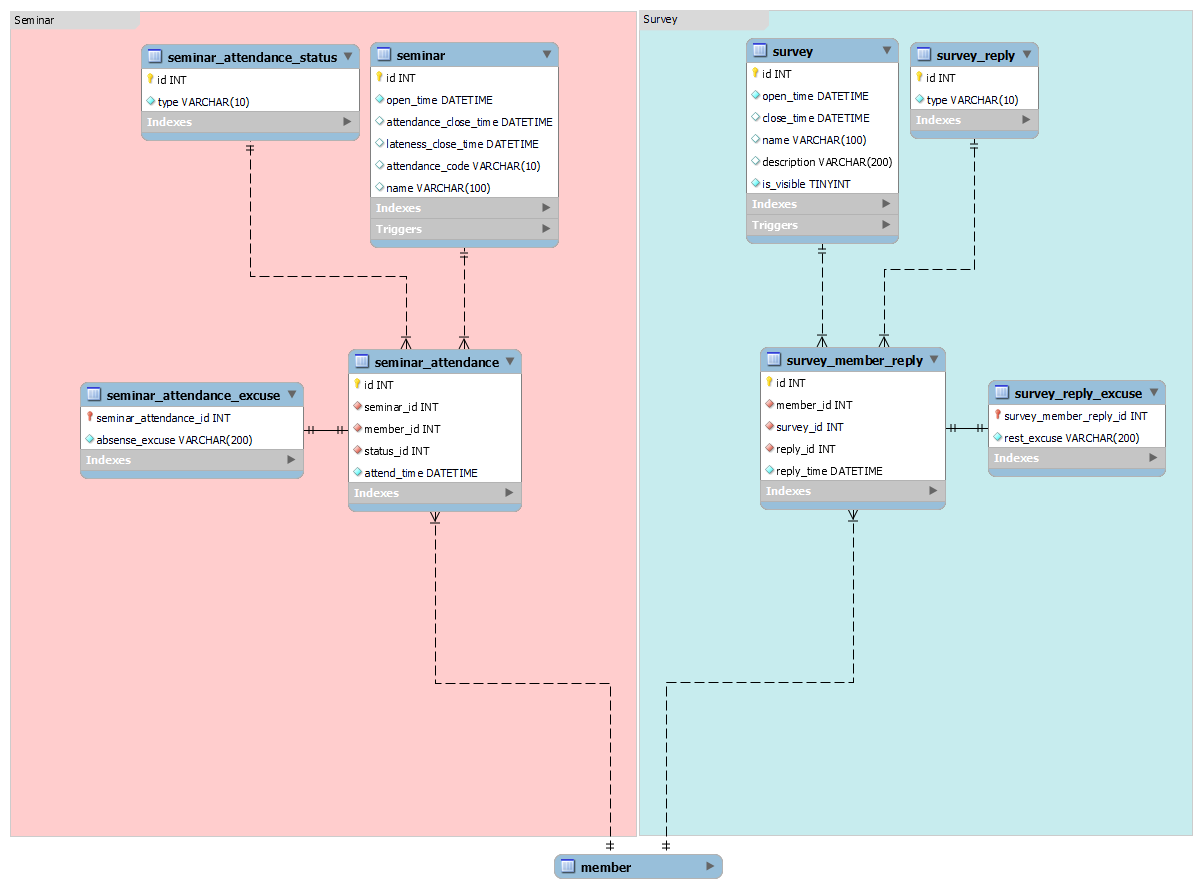 Seminar
seminar_attendance_status
id INT
type VARCHAR(10)
Indexes
seminar
id INT
open_time DATETIME
attendance_close_time DATETIME
lateness_close_time DATETIME
attendance_code VARCHAR(10)
name VARCHAR(100)
Indexes
Triggers
seminar_attendance_excuse
seminar_attendance_id INT
absense_excuse VARCHAR(200)
Indexes
seminar_attendance
id INT
seminar_id INT
member_id INT
status_id INT
attend_time DATETIME
Indexes
Survey
survey
id INT
open_time DATETIME
close_time DATETIME
name VARCHAR(100)
description VARCHAR(200)
is_visible TINYINT
Indexes
Triggers
survey_reply
id INT
type VARCHAR(10)
Indexes
survey_member_reply
id INT
member_id INT
survey_id INT
reply_id INT
reply_time DATETIME
Indexes
survey_reply_excuse
survey_member_reply_id INT
rest_excuse VARCHAR(200)
Indexes
member